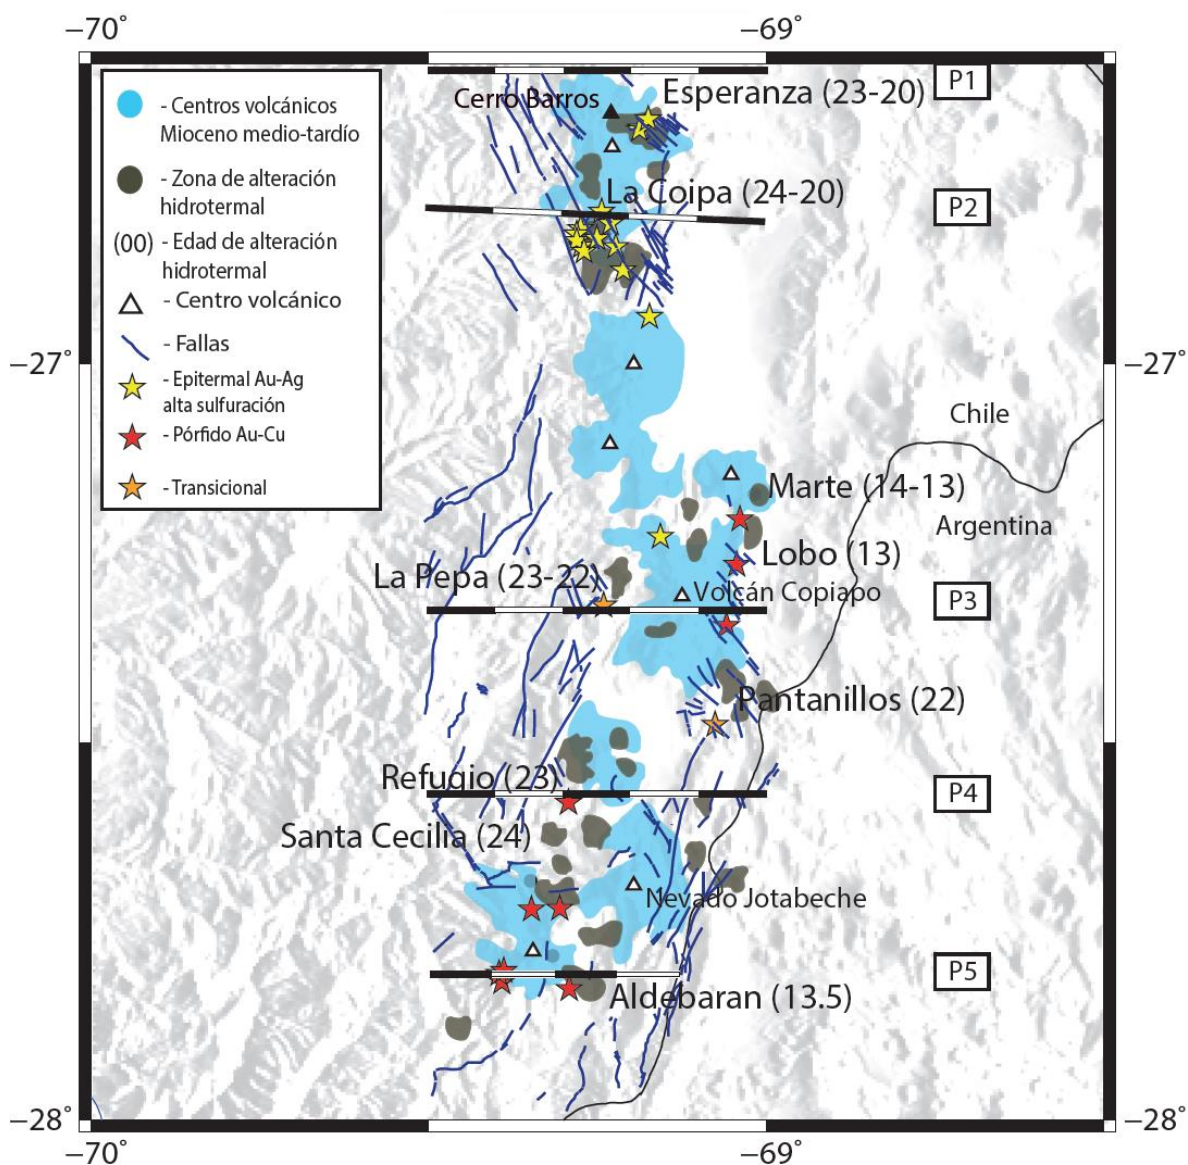 −70°
−69°
- Centros volcánicos
Mioceno medio-tardío
- Zona de alteración
hidrotermal
(00) - Edad de alteración
hidrotermal
- Centro volcánico
- Fallas
- Epitermal Au-Ag
alta sulfuración
- Pórfido Au-Cu
- Transicional
Cerro Barros
Esperanza (23-20)
P1
La Coipa (24-20)
P2
−27°
−27°
Chile
Marte (14-13)
Argentina
Lobo (13)
La Pepa (23-22)
Volcán Copiapo
P3
Pantanillos (22)
Refugio (23)
P4
Santa Cecilia (24)
Nevado Jotabeche
P5
Aldebaran (13.5)
−28°
−28°
−70°
−69°